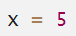 x = 5